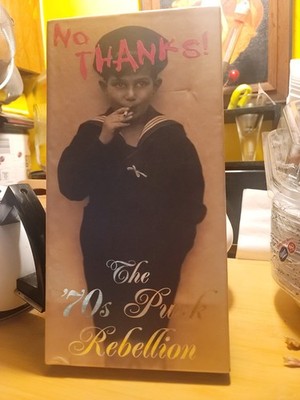 No
THANKS!
The
'70s Punk
Rebellion